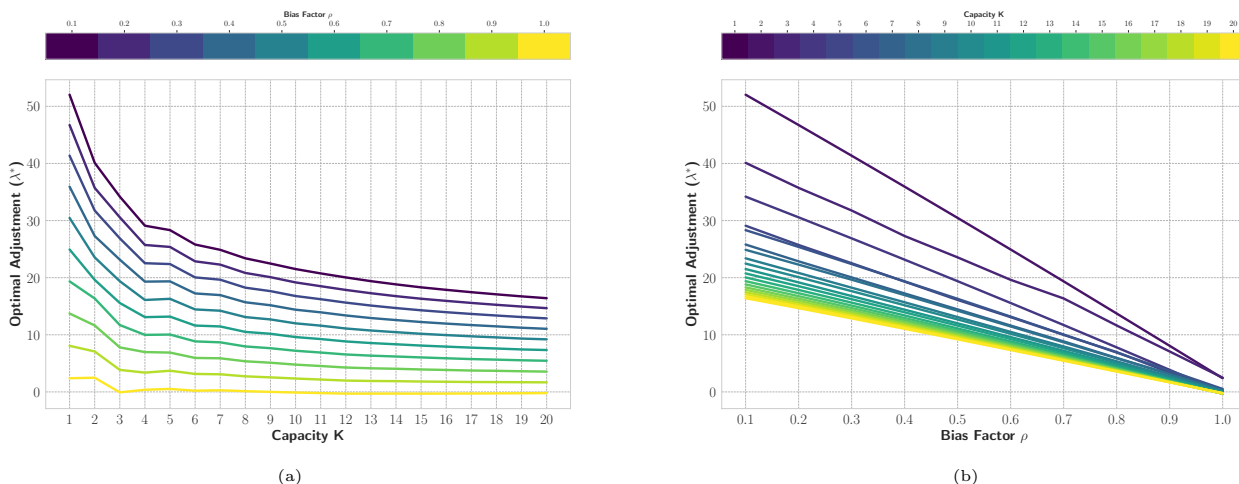 Bias Factor ρ
0.1 0.2 0.3 0.4 0.5 0.6 0.7 0.8 0.9 1.0
50
40
30
20
10
0
Optimal Adjustment (λ*)
1 2 3 4 5 6 7 8 9 10 11 12 13 14 15 16 17 18 19 20
Capacity K
(a)
Capacity K
1 2 3 4 5 6 7 8 9 10 11 12 13 14 15 16 17 18 19 20
50
40
30
20
10
0
Optimal Adjustment (λ*)
0.1 0.2 0.3 0.4 0.5 0.6 0.7 0.8 0.9 1.0
Bias Factor ρ
(b)